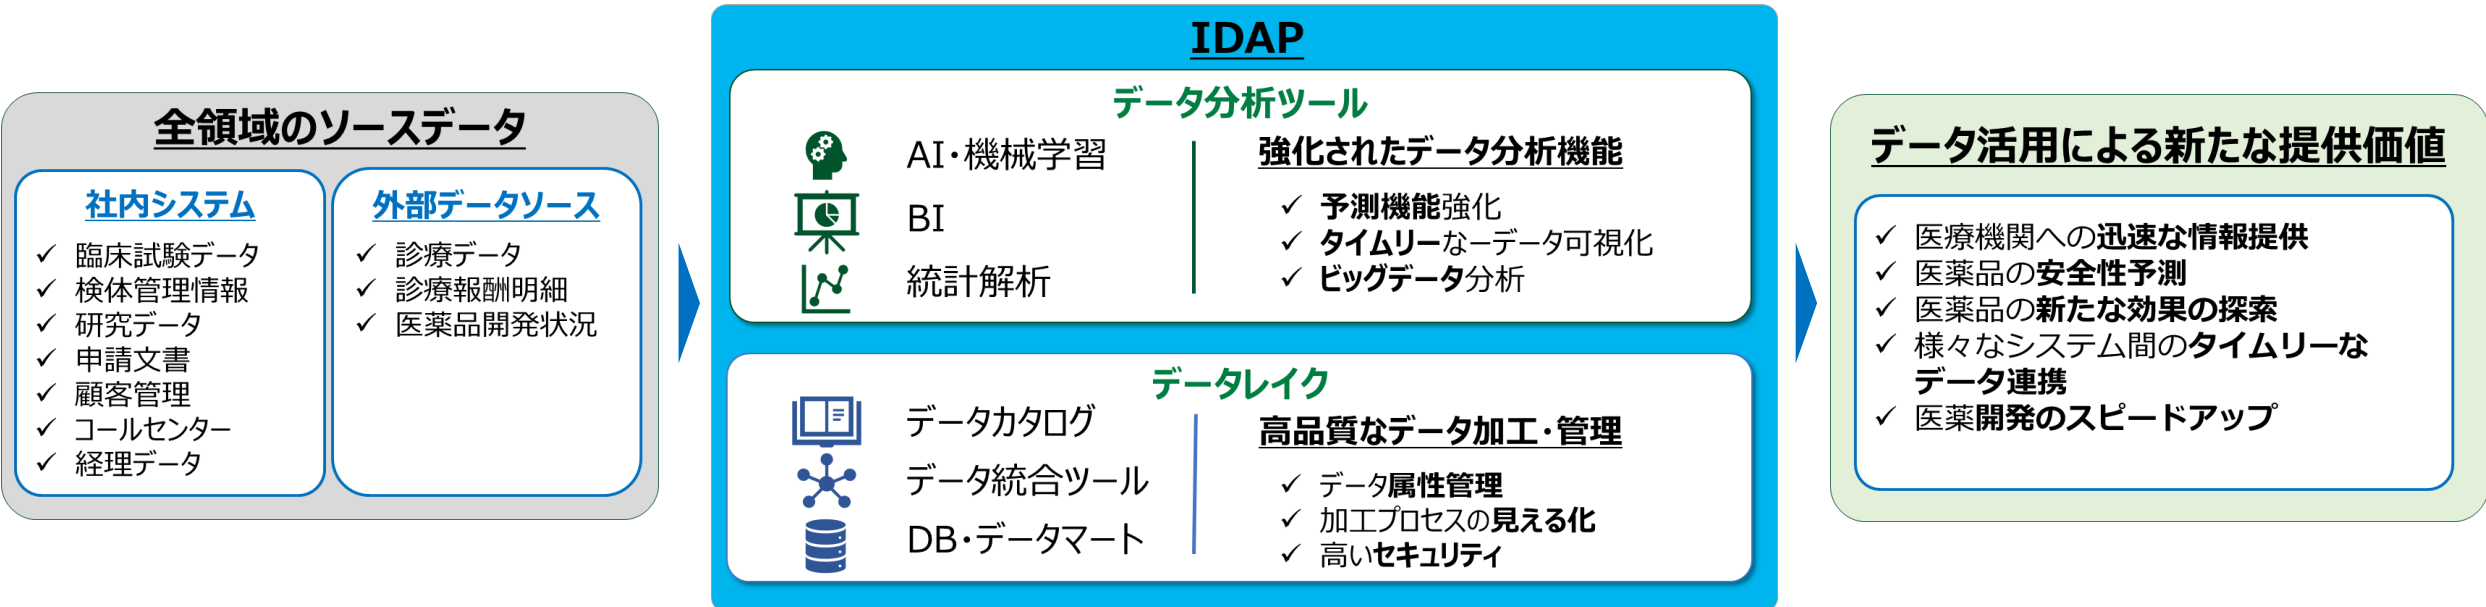 全領域のソースデータ
社内システム
✓ 臨床試験データ
✓ 検体管理情報
✓ 研究データ
✓ 申請文書
✓ 顧客管理
✓ コールセンター
✓ 経理データ
外部データソース
✓ 診療データ
✓ 診療報酬明細
✓ 医薬品開発状況
IDAP
データ分析ツール
AI・機械学習
BI
統計解析
強化されたデータ分析機能
✓ 予測機能強化
✓ タイムリーなーデータ可視化
✓ ビッグデータ分析
データレイク
データカタログ
データ統合ツール
DB・データマート
高品質なデータ加工・管理
✓ データ属性管理
✓ 加工プロセスの見える化
✓ 高いセキュリティ
データ活用による新たな提供価値
✓ 医療機関への迅速な情報提供
✓ 医薬品の安全性予測
✓ 医薬品の新たな効果の探索
✓ 様々なシステム間のタイムリーな
データ連携
✓ 医薬開発のスピードアップ